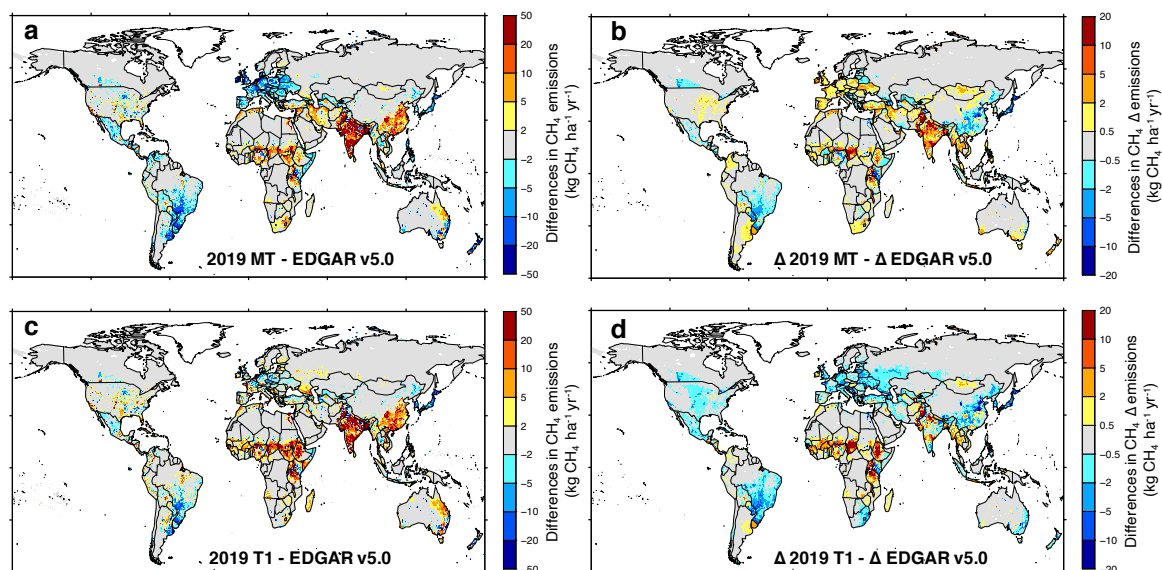 a
2019 MT - EDGAR v5.0
50
20
10
5
2
−2
−5
−10
−20
−50
Differences in CH₄ emissions
(kg CH₄ ha⁻¹ yr⁻¹)
b
Δ 2019 MT - Δ EDGAR v5.0
20
10
5
2
0.5
−0.5
−2
−5
−10
−20
Differences in CH₄ Δ emissions
(kg CH₄ ha⁻¹ yr⁻¹)
c
2019 T1 - EDGAR v5.0
50
20
10
5
2
−2
−5
−10
−20
50
Differences in CH₄ emissions
(kg CH₄ ha⁻¹ yr⁻¹)
d
Δ 2019 T1 - Δ EDGAR v5.0
20
10
5
2
0.5
−0.5
−2
−5
−10
20
Differences in CH₄ Δ emissions
(kg CH₄ ha⁻¹ yr⁻¹)